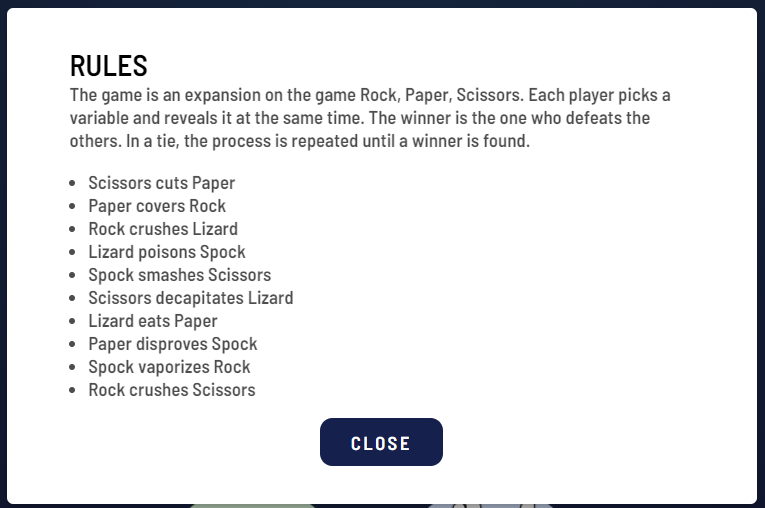 RULES
The game is an expansion on the game Rock, Paper, Scissors. Each player picks a
variable and reveals it at the same time. The winner is the one who defeats the
others. In a tie, the process is repeated until a winner is found.
• Scissors cuts Paper
• Paper covers Rock
• Rock crushes Lizard
• Lizard poisons Spock
• Spock smashes Scissors
• Scissors decapitates Lizard
• Lizard eats Paper
• Paper disproves Spock
• Spock vaporizes Rock
• Rock crushes Scissors
CLOSE